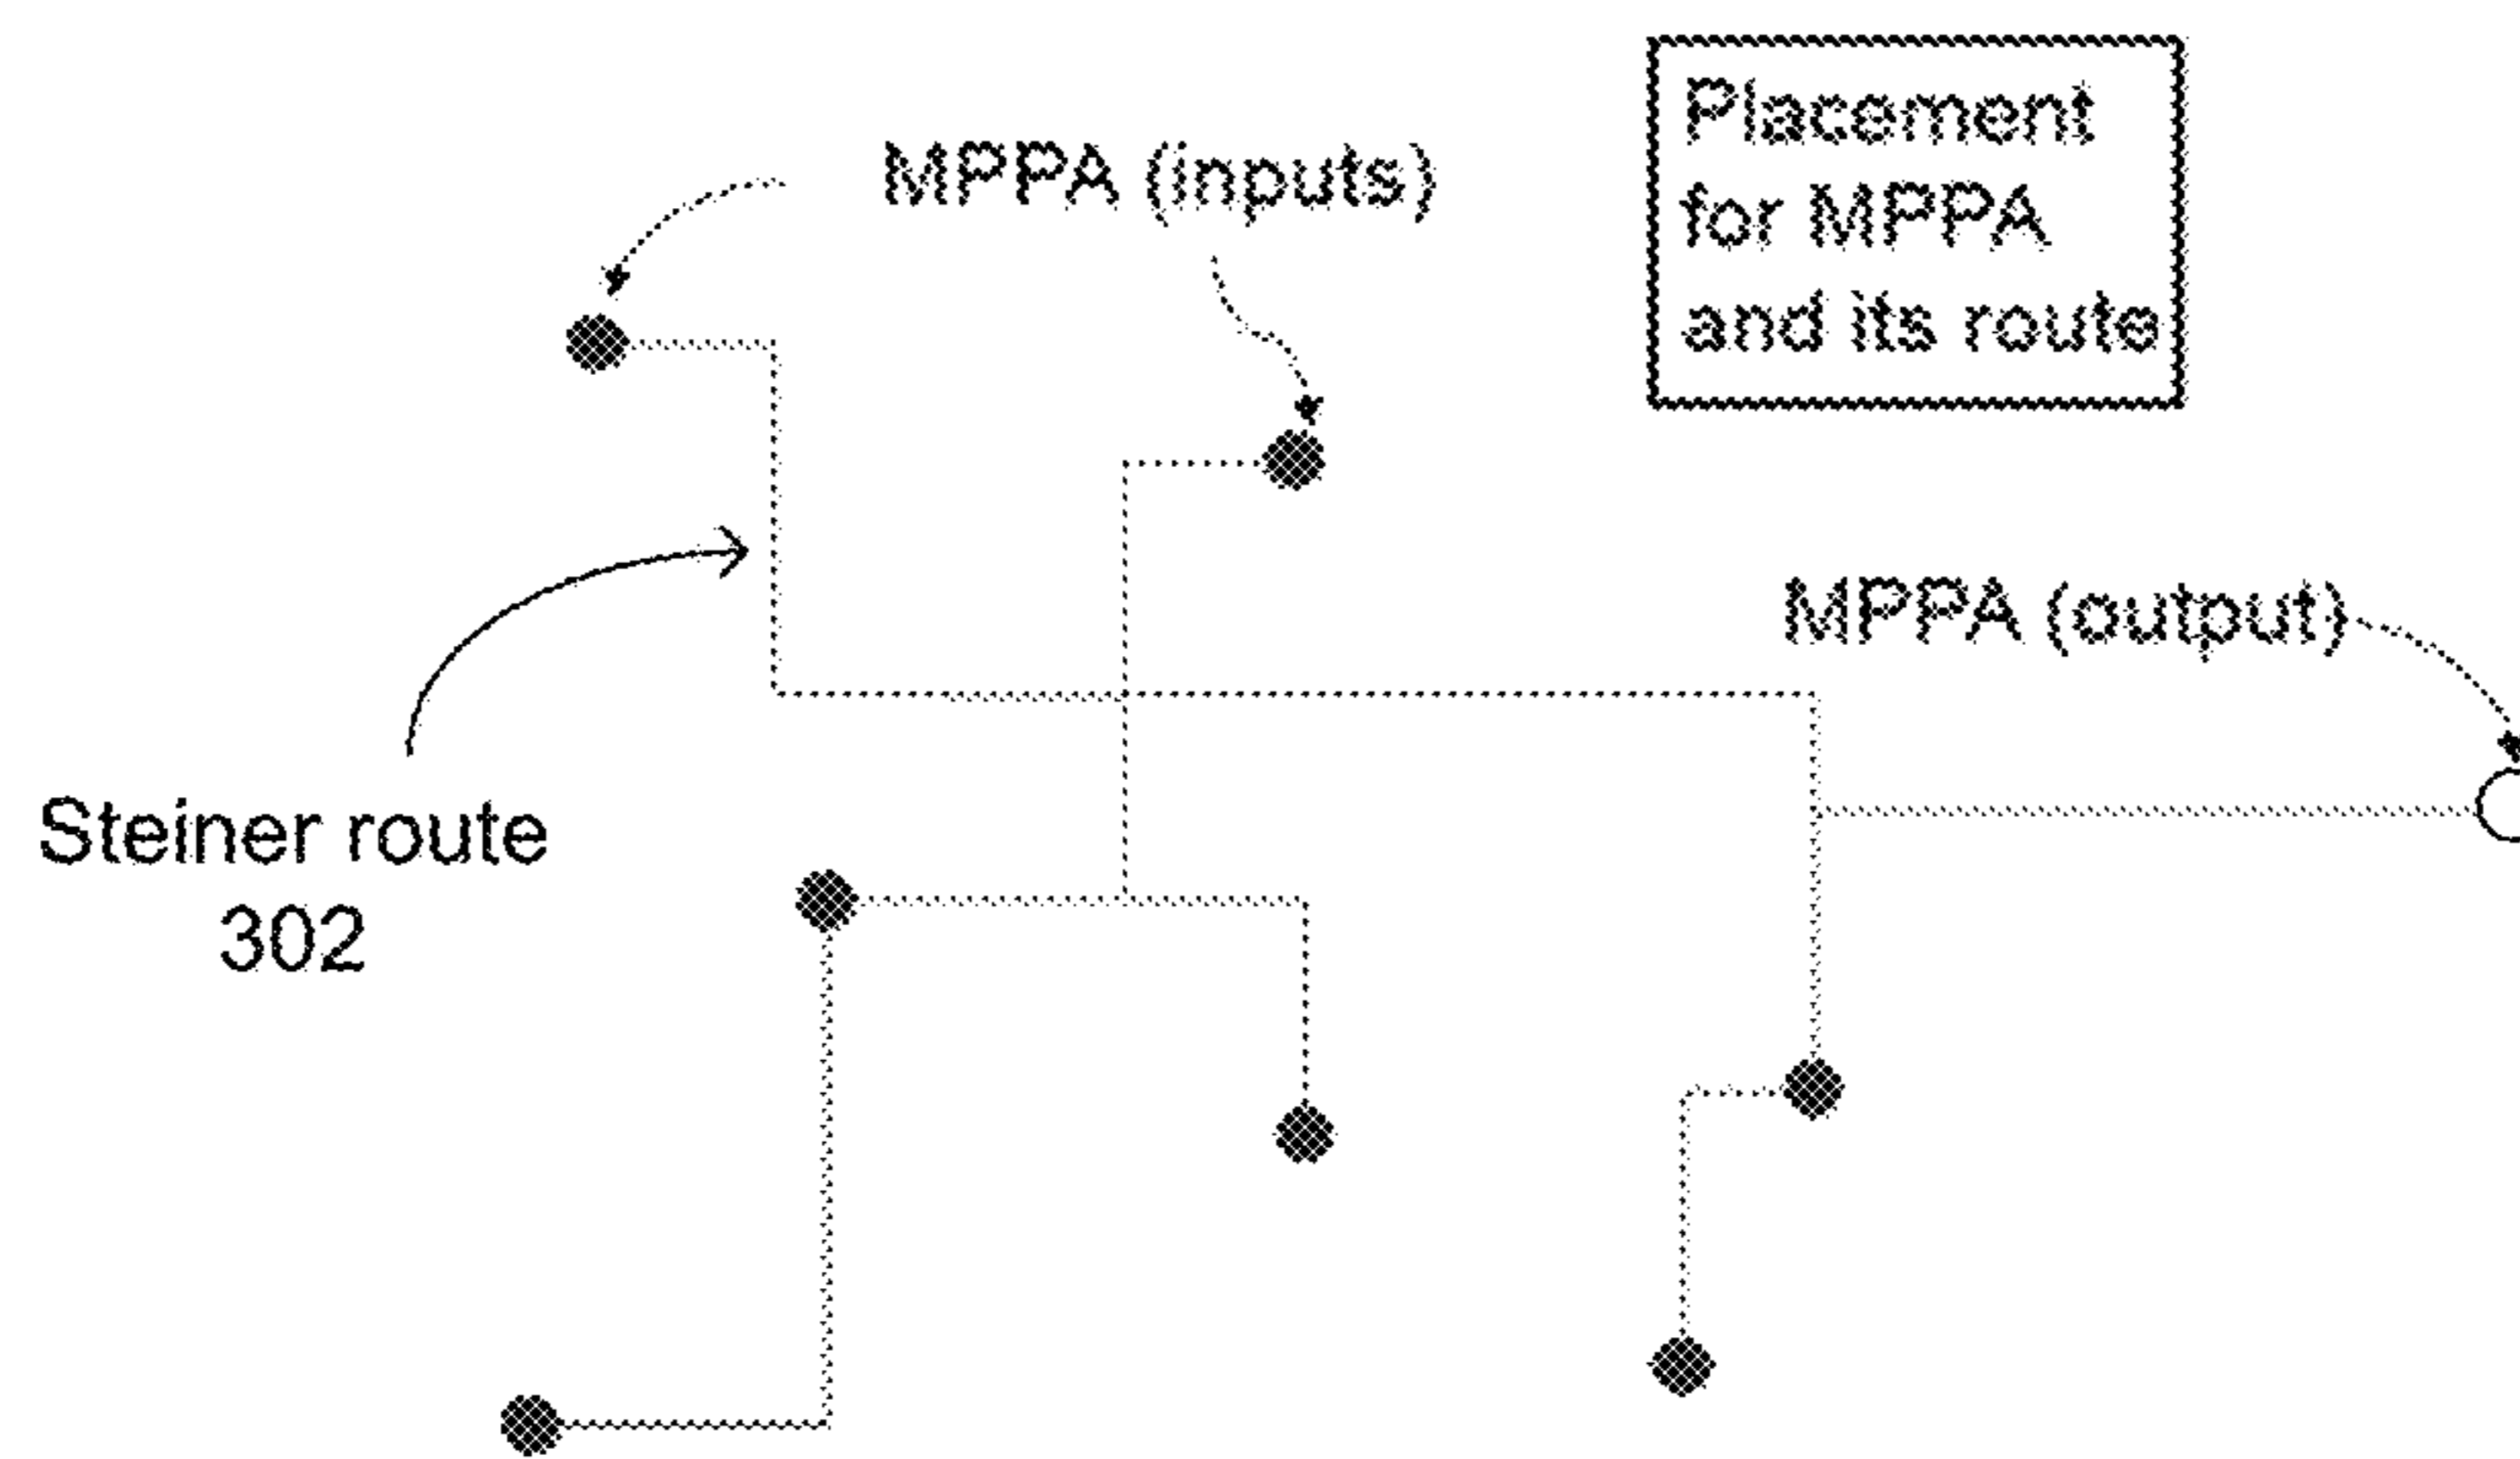 MPPA (inputs)
Placement
for MPPA
and its route
MPPA (output)
Steiner route
302